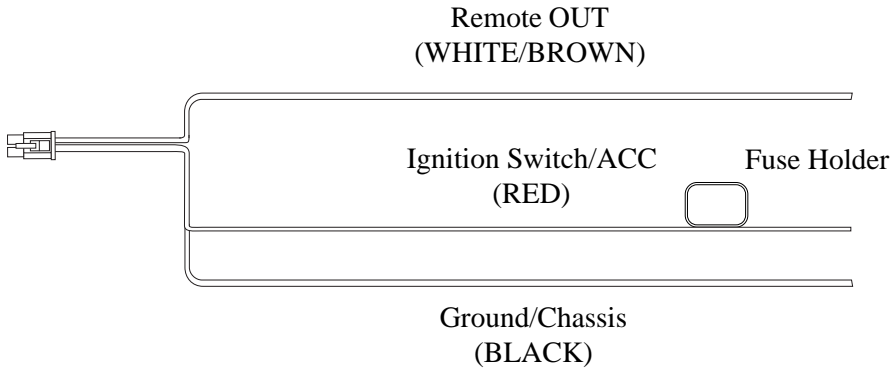 Remote OUT
(WHITE/BROWN)
Ignition Switch/ACC
(RED)
Fuse Holder
Ground/Chassis
(BLACK)